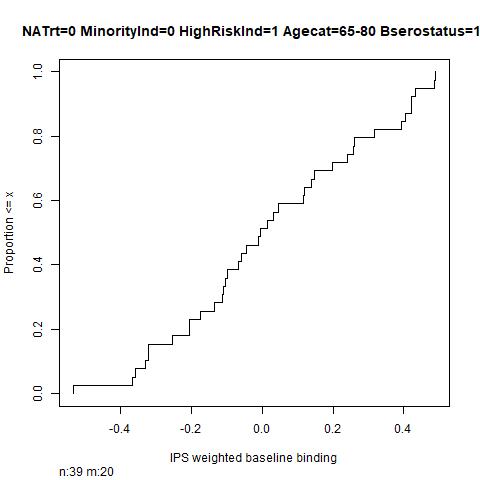 NATrt=0 MinorityInd=0 HighRiskInd=1 Agecat=65-80 Bserostatus=1
1.0
0.8
0.6
0.4
0.2
0.0
Proportion <= x
-0.4 -0.2 0.0 0.2 0.4
IPS weighted baseline binding
n:39 m:20